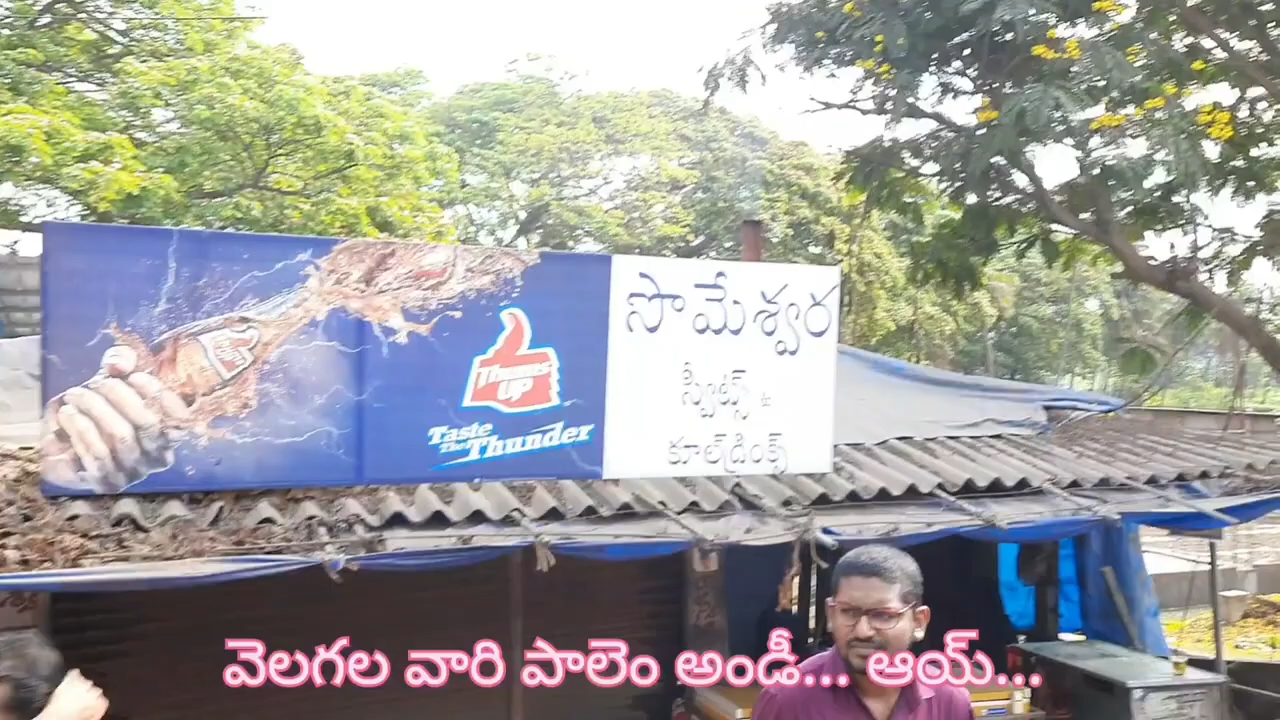 Thums
UP
Taste
The Thunder
సోమేశ్వర
స్వీట్స్ &
కూల్‌డ్రింక్స్
వెలగల వారి పాలెం అండీ... ఆయ్...